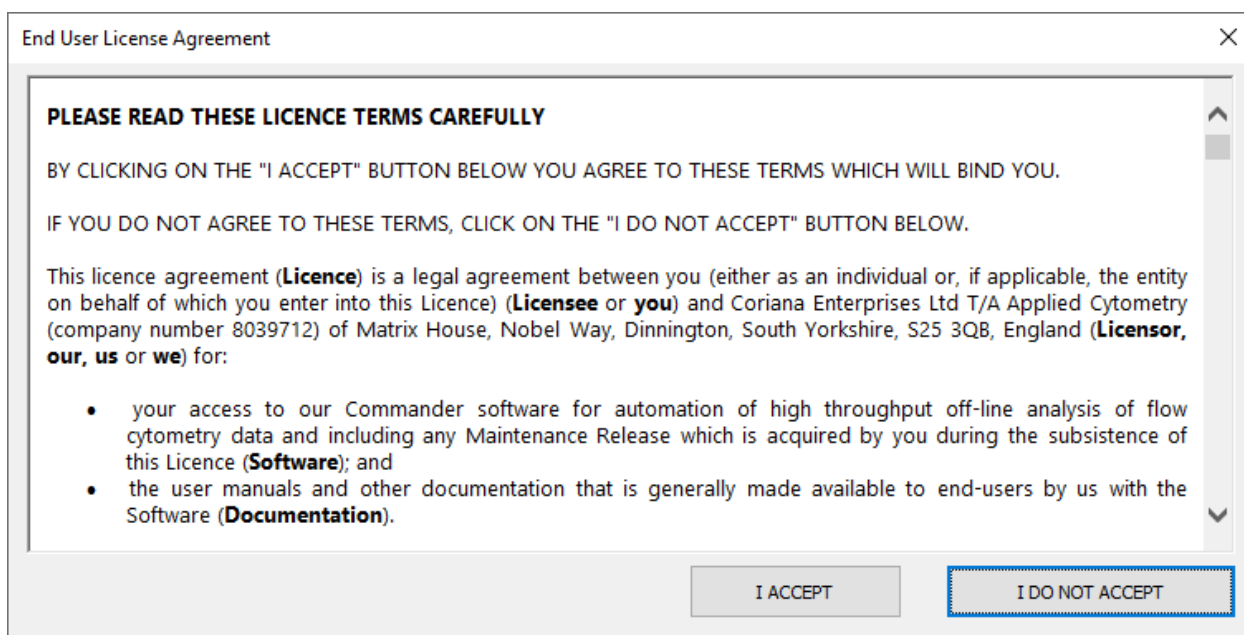 End User License Agreement
PLEASE READ THESE LICENCE TERMS CAREFULLY
BY CLICKING ON THE "I ACCEPT" BUTTON BELOW YOU AGREE TO THESE TERMS WHICH WILL BIND YOU.
IF YOU DO NOT AGREE TO THESE TERMS, CLICK ON THE "I DO NOT ACCEPT" BUTTON BELOW.
This licence agreement (Licence) is a legal agreement between you (either as an individual or, if applicable, the entity
on behalf of which you enter into this Licence) (Licensee or you) and Coriana Enterprises Ltd T/A Applied Cytometry
(company number 8039712) of Matrix House, Nobel Way, Dinnington, South Yorkshire, S25 3QB, England (Licensor,
our, us or we) for:
• your access to our Commander software for automation of high throughput off-line analysis of flow
cytometry data and including any Maintenance Release which is acquired by you during the subsistence of
this Licence (Software); and
• the user manuals and other documentation that is generally made available to end-users by us with the
Software (Documentation).
I ACCEPT
I DO NOT ACCEPT